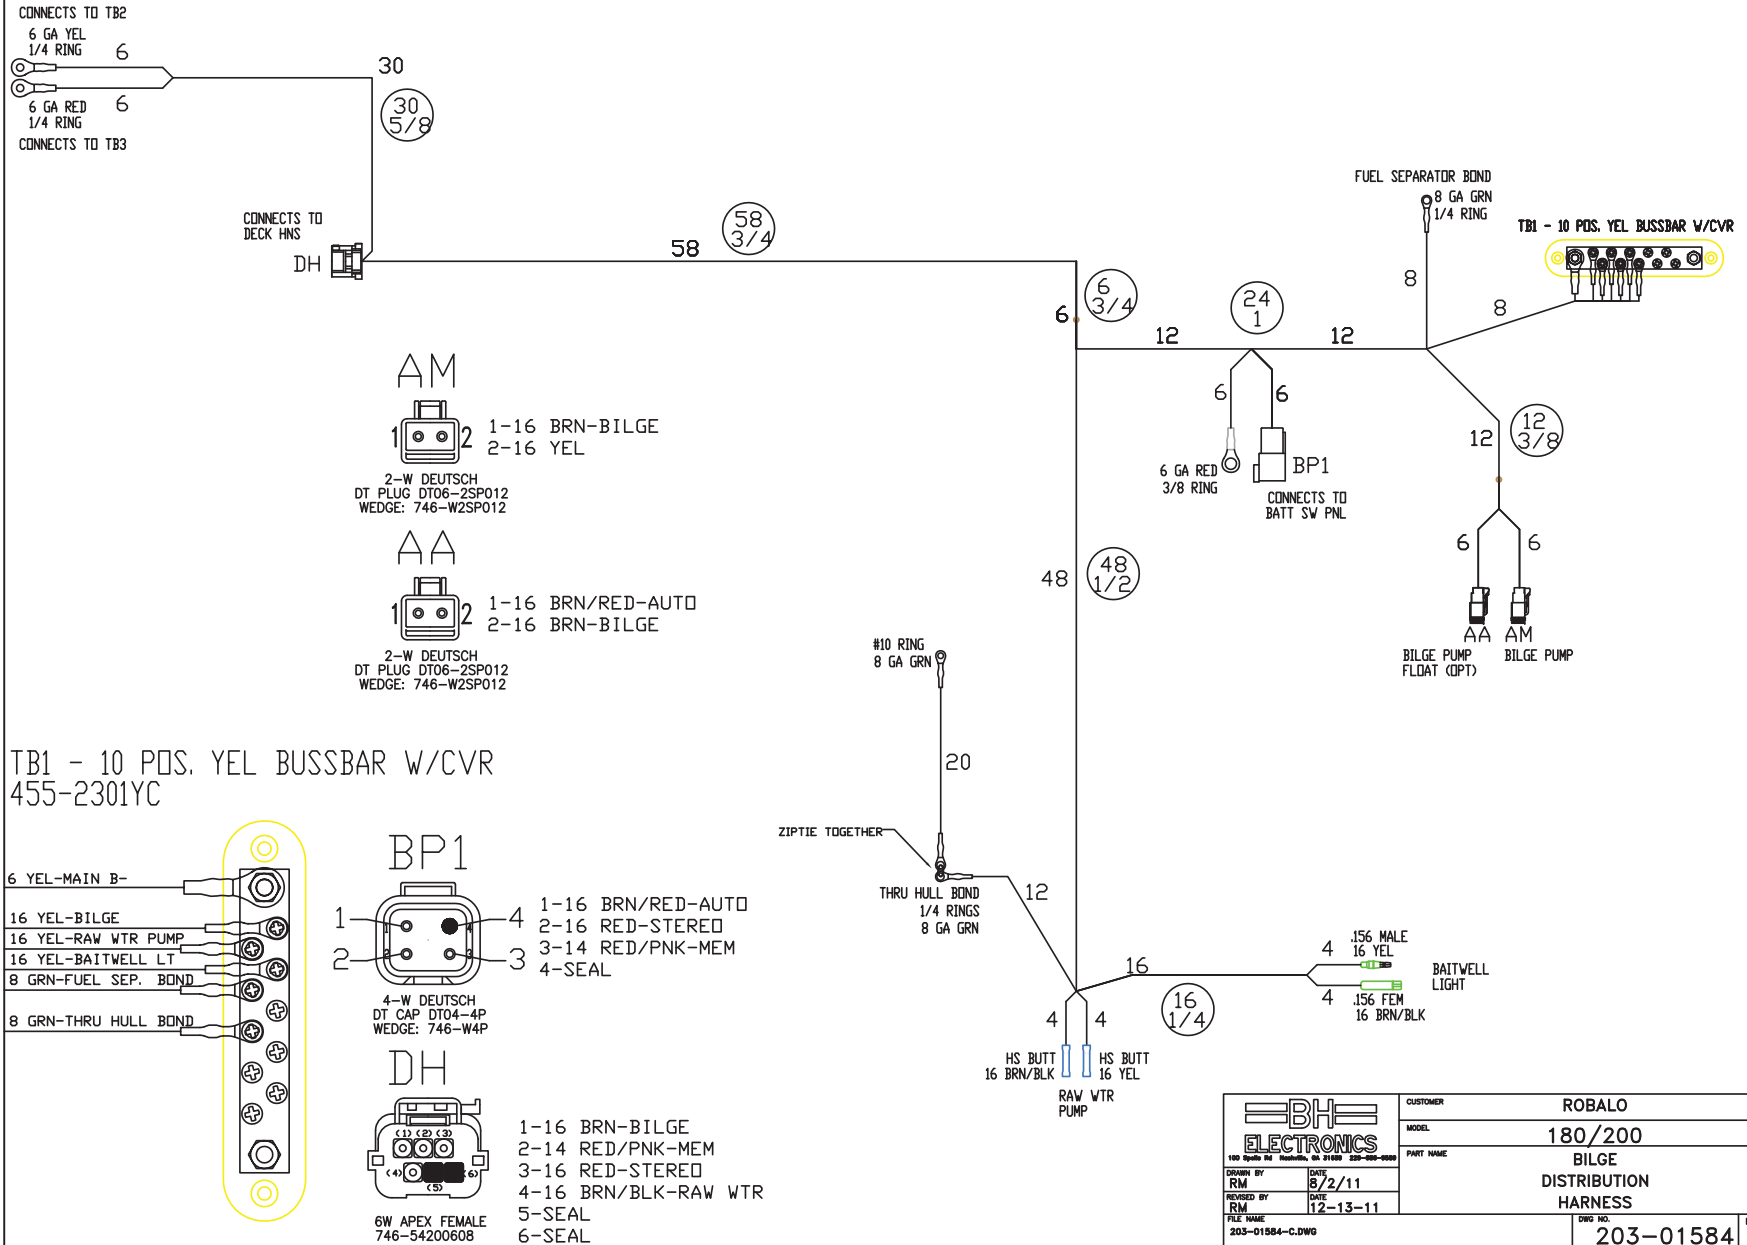 CONNECTS TO TB2
6 GA YEL
1/4 RING
6
6 GA RED
1/4 RING
6
CONNECTS TO TB3
30
30
5/8
CONNECTS TO
DECK HNS
DH
58
58
3/4
6
3/4
6
12
24
1
12
FUEL SEPARATOR BOND
8 GA GRN
1/4 RING
8
TB1 - 10 POS. YEL BUSSBAR W/CVR
8
6
6
6 GA RED
3/8 RING
BP1
CONNECTS TO
BATT SW PNL
12
12
3/8
6
6
AA
AM
BILGE PUMP
FLOAT (OPT)
BILGE PUMP
AM
1
2
1-16 BRN-BILGE
2-16 YEL
2-W DEUTSCH
DT PLUG DT06-2SP012
WEDGE: 746-W2SP012
AA
1
2
1-16 BRN/RED-AUTO
2-16 BRN-BILGE
2-W DEUTSCH
DT PLUG DT06-2SP012
WEDGE: 746-W2SP012
48
48
1/2
#10 RING
8 GA GRN
20
ZIPTIE TOGETHER
THRU HULL BOND
1/4 RINGS
8 GA GRN
12
16
16
1/4
4
.156 MALE
16 YEL
4
.156 FEM
16 BRN/BLK
BAITWELL
LIGHT
4
4
HS BUTT
16 BRN/BLK
HS BUTT
16 YEL
RAW WTR
PUMP
TB1 - 10 POS. YEL BUSSBAR W/CVR
455-2301YC
6 YEL-MAIN B-
16 YEL-BILGE
16 YEL-RAW WTR PUMP
16 YEL-BAITWELL LT
8 GRN-FUEL SEP. BOND
8 GRN-THRU HULL BOND
BP1
1
2
4
3
1-16 BRN/RED-AUTO
2-16 RED-STEREO
3-14 RED/PNK-MEM
4-SEAL
4-W DEUTSCH
DT CAP DT04-4P
WEDGE: 746-W4P
DH
(1) (2) (3)
(4)
(5)
6)
1-16 BRN-BILGE
2-14 RED/PNK-MEM
3-16 RED-STEREO
4-16 BRN/BLK-RAW WTR
5-SEAL
6-SEAL
6W APEX FEMALE
746-54200608
BH
ELECTRONICS
CUSTOMER
ROBALO
MODEL
180/200
PART NAME
BILGE
DISTRIBUTION
HARNESS
DRAWN BY
RM
DATE
8/2/11
REVISED BY
RM
DATE
12-13-11
FILE NAME
203-01584-C.DWG
DWG NO.
203-01584